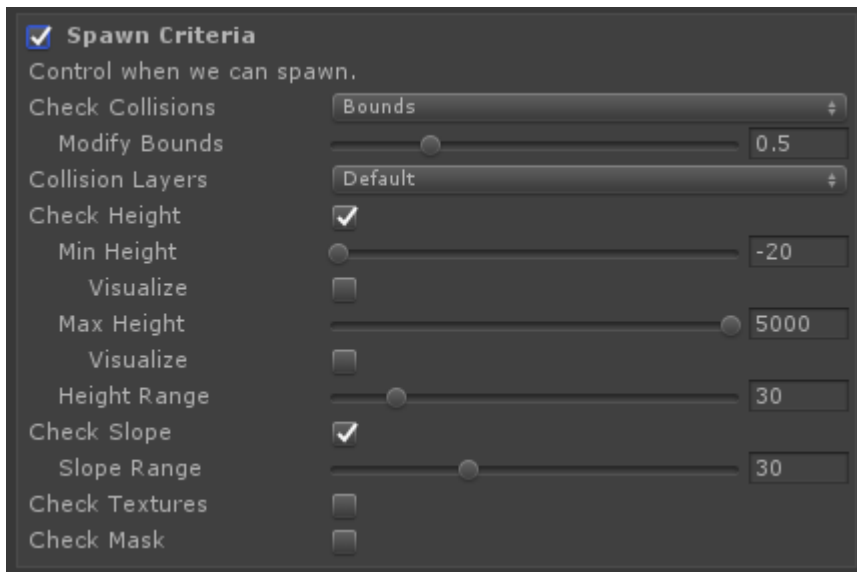 Spawn Criteria
Control when we can spawn.
Check Collisions Bounds
Modify Bounds 0.5
Collision Layers Default
Check Height
Min Height -20
Visualize
Max Height 5000
Visualize
Height Range 30
Check Slope
Slope Range 30
Check Textures
Check Mask